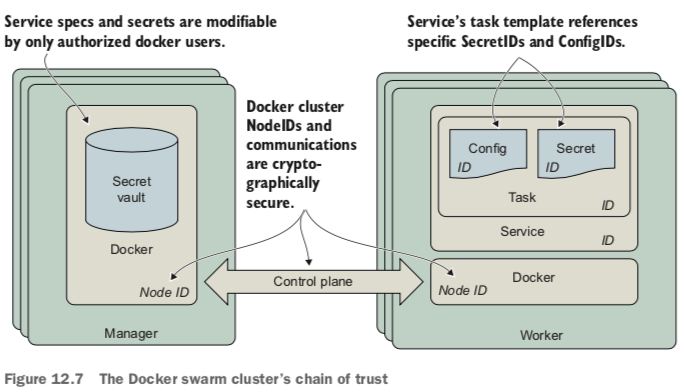 Service specs and secrets are modifiable
by only authorized docker users.
Service’s task template references
specific SecretIDs and ConfigIDs.
Docker cluster
NodeIDs and
communications
are crypto-
graphically
secure.
Secret
vault
Docker
Node ID
Manager
Control plane
Config
ID
Secret
ID
Task
ID
Service
ID
Docker
Node ID
Worker
Figure 12.7 The Docker swarm cluster’s chain of trust